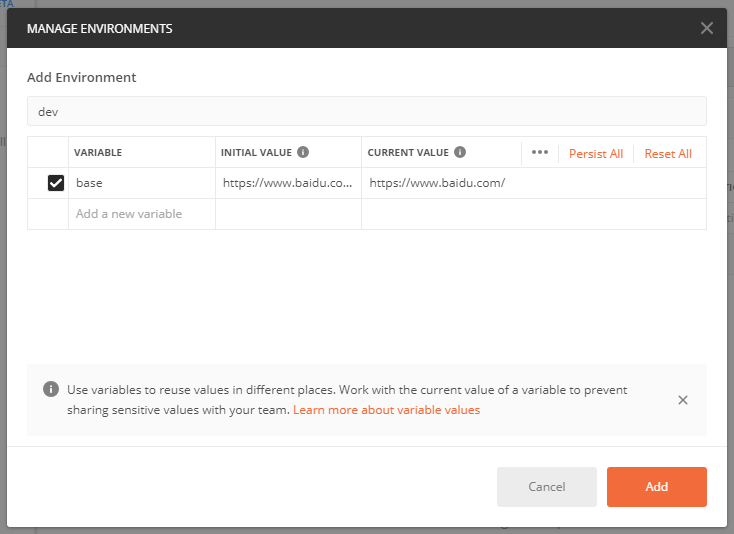 MANAGE ENVIRONMENTS
Add Environment
dev
VARIABLE INITIAL VALUE CURRENT VALUE ••• Persist All Reset All
base https://www.baidu.co... https://www.baidu.com/
Add a new variable
Use variables to reuse values in different places. Work with the current value of a variable to prevent
sharing sensitive values with your team. Learn more about variable values
Cancel Add